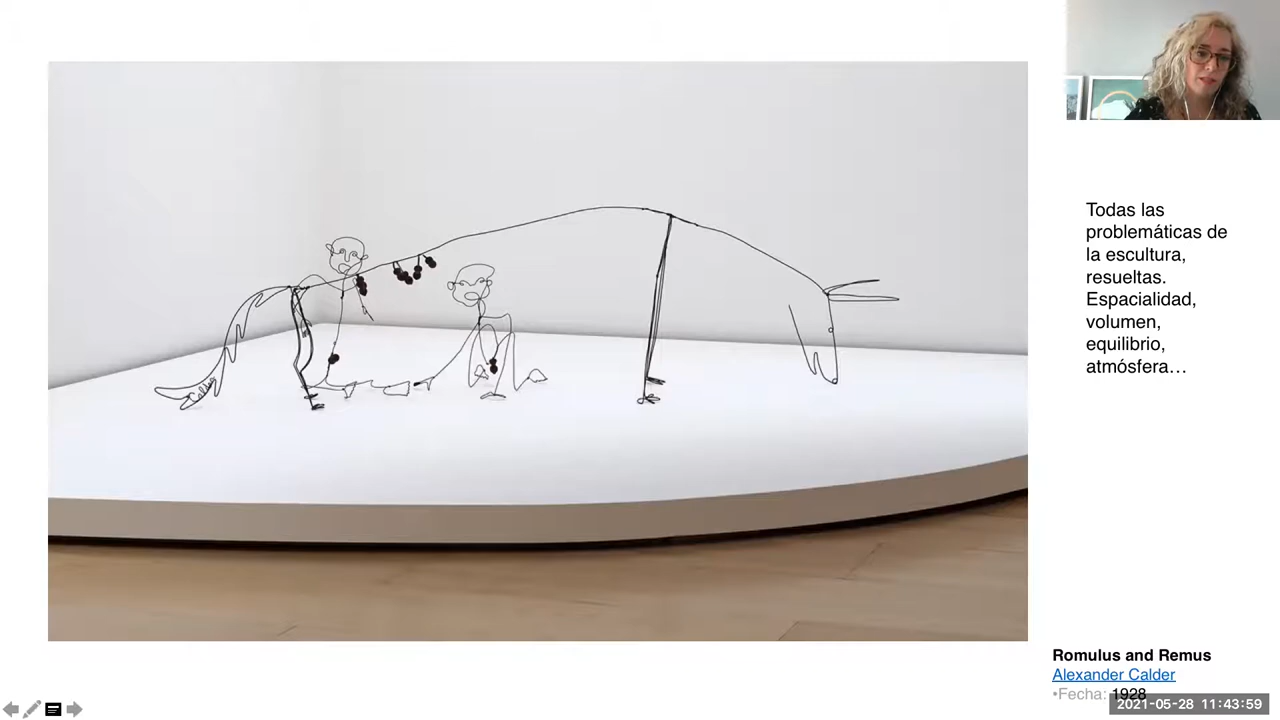 Todas las
problemáticas de
la escultura,
resueltas.
Espacialidad,
volumen,
equilibrio,
atmósfera…
Calder
Romulus and Remus
Alexander Calder
•Fecha: 1928
2021-05-28 11:43:59